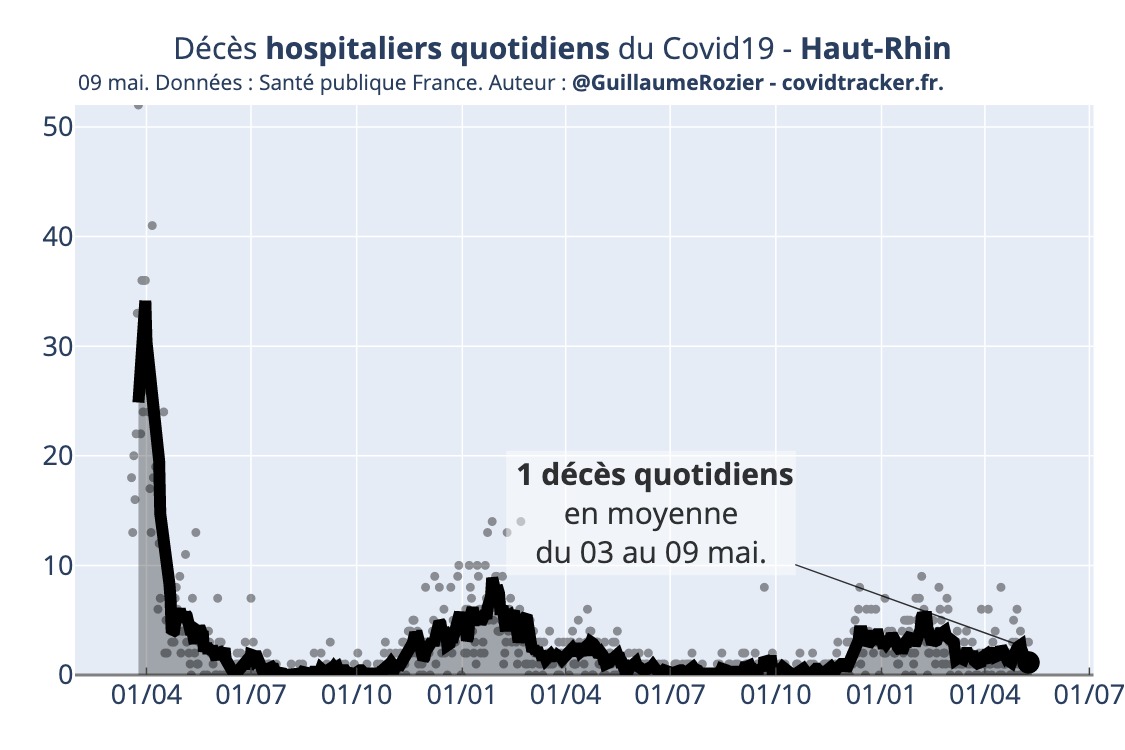 Décès hospitaliers quotidiens du Covid19 - Haut-Rhin
09 mai. Données : Santé publique France. Auteur : @GuillaumeRozier - covidtracker.fr.
50
40
30
20
10
0
1 décès quotidiens
en moyenne
du 03 au 09 mai.
01/04 01/07 01/10 01/01 01/04 01/07 01/10 01/01 01/04 01/07